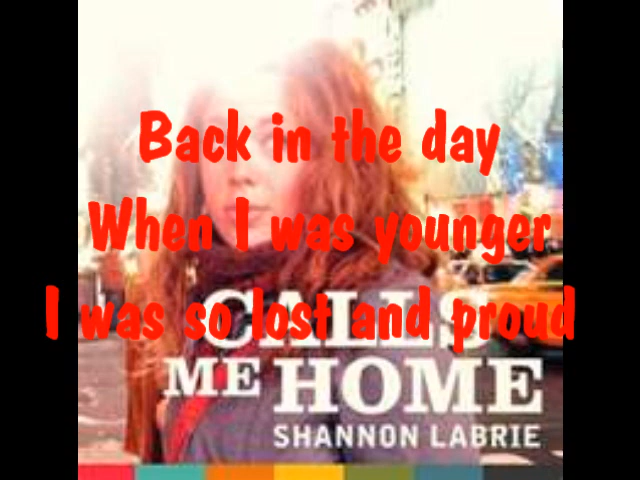 Back in the day
When I was younger
I was so lost and proud
CALLS
ME HOME
SHANNON LABRIE